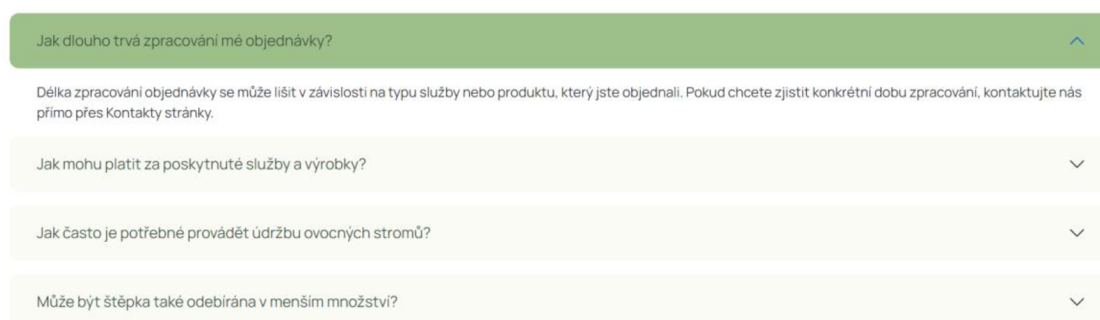 Jak dlouho trvá zpracování mé objednávky?
Délka zpracování objednávky se může lišit v závislosti na typu služby nebo produktu, který jste objednali. Pokud chcete zjistit konkrétní dobu zpracování, kontaktujte nás
přímo přes Kontakty stránky.
Jak mohu platit za poskytnuté služby a výrobky?
Jak často je potřebné provádět údržbu ovocných stromů?
Může být štěpka také odebírána v menším množství?